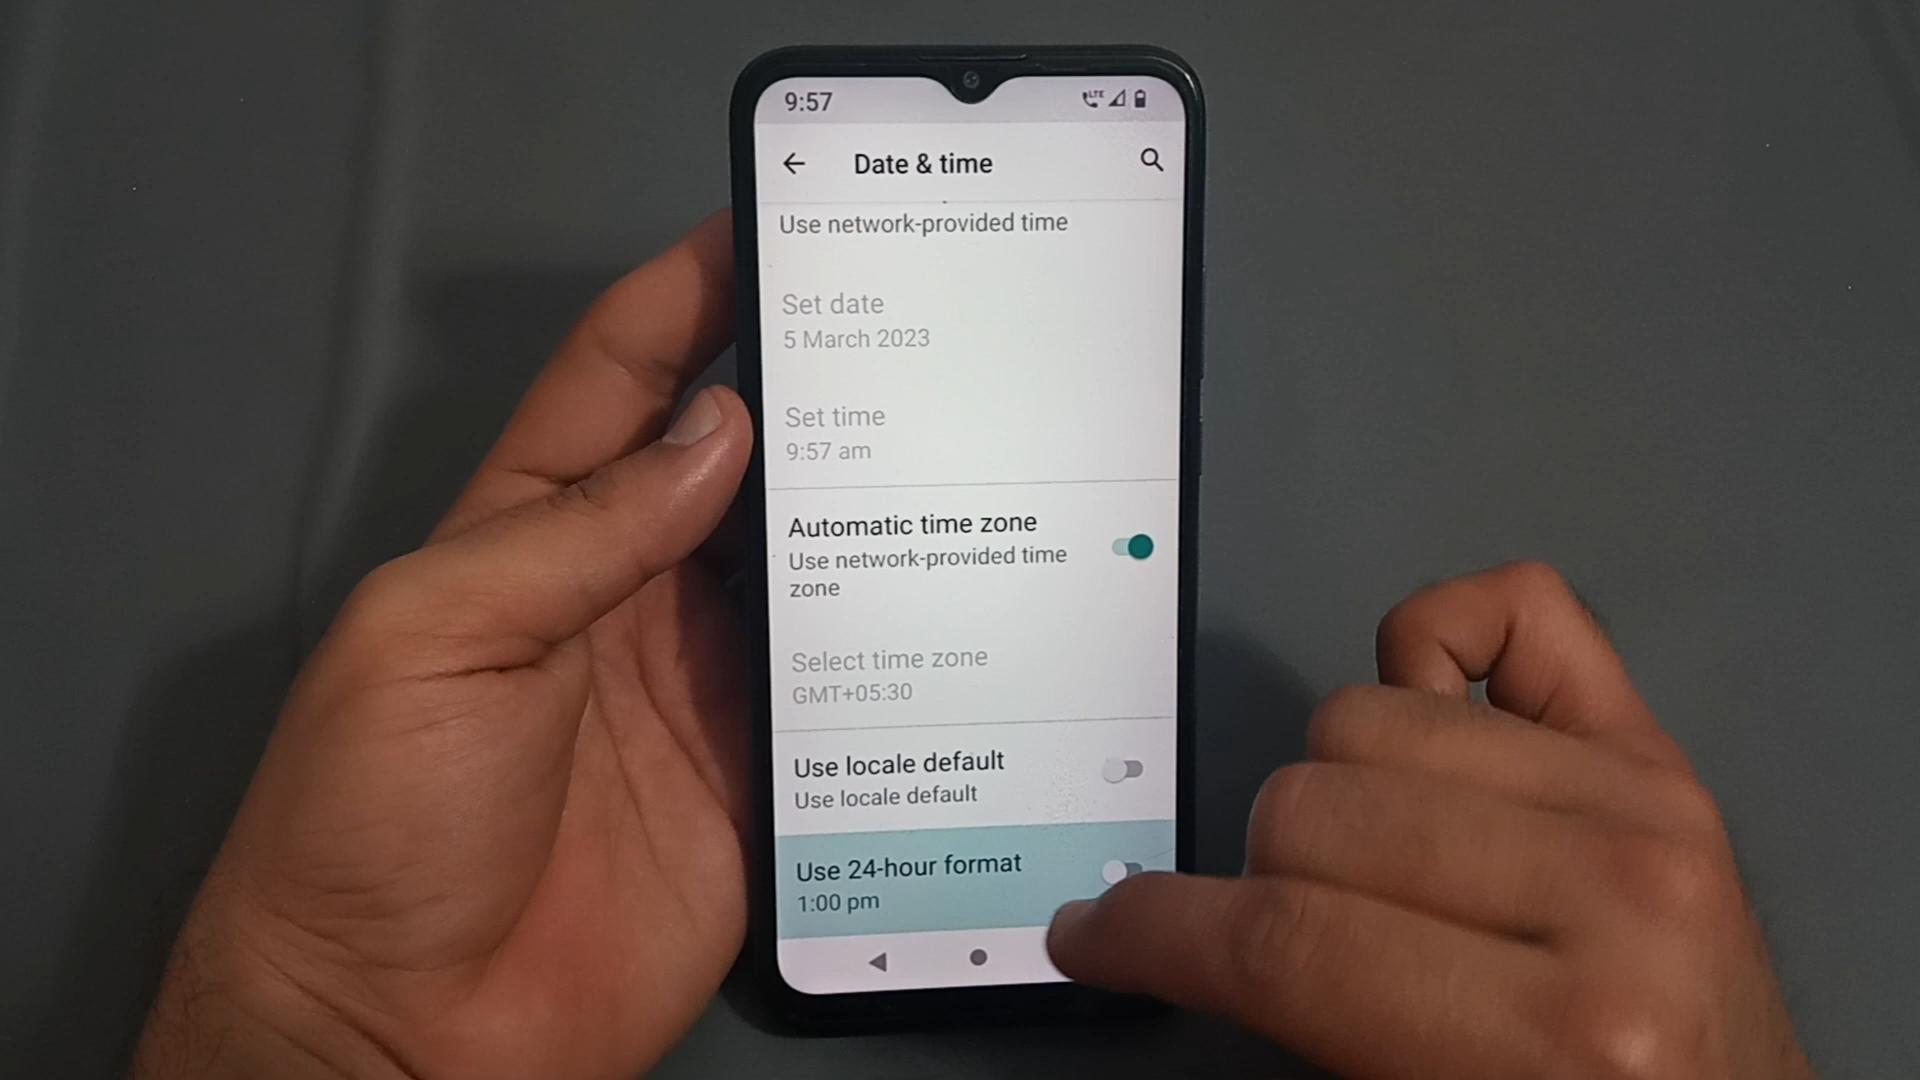 9:57
LTE
Date & time
Use network-provided time
Set date
5 March 2023
Set time
9:57 am
Automatic time zone
Use network-provided time
zone
Select time zone
GMT+05:30
Use locale default
Use locale default
Use 24-hour format
1:00 pm